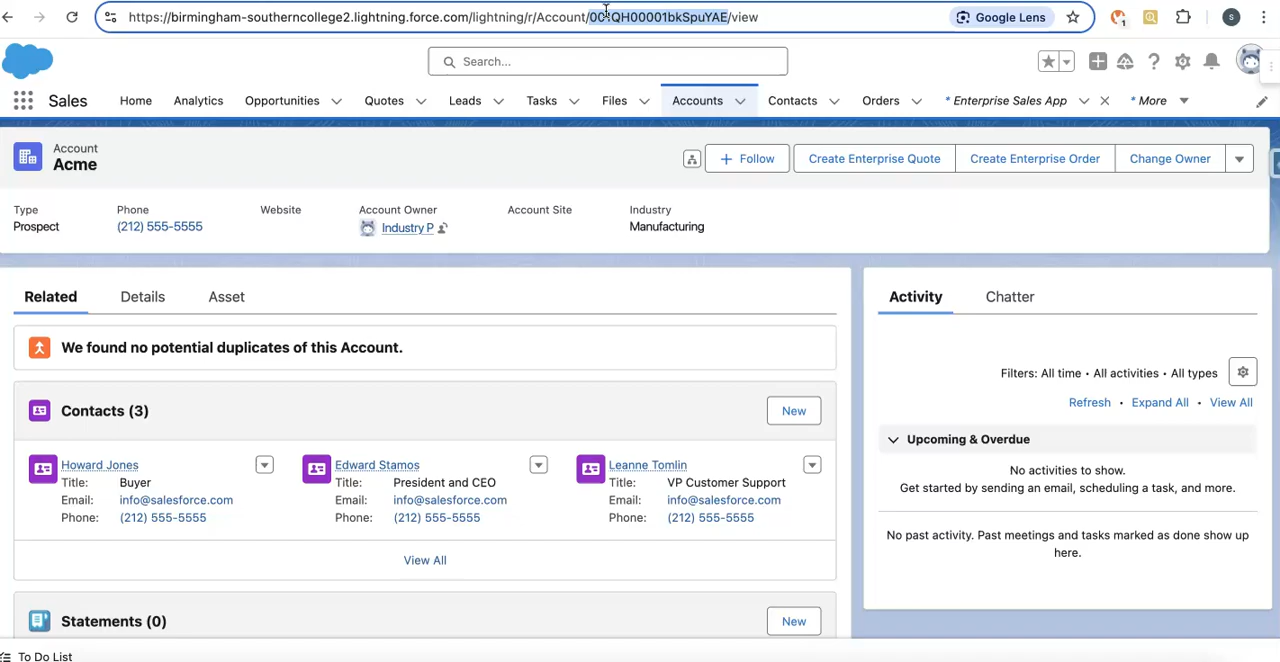 https://birmingham-southerncollege2.lightning.force.com/lightning/r/Account/001QH00001bkSpuYAE/view
Google Lens
1
S
Search...
Sales
Home
Analytics
Opportunities
Quotes
Leads
Tasks
Files
Accounts
Contacts
Orders
* Enterprise Sales App
* More
Account
Acme
Follow
Create Enterprise Quote
Create Enterprise Order
Change Owner
Type
Phone
Website
Account Owner
Account Site
Industry
Prospect
(212) 555-5555
Industry P
Manufacturing
Related
Details
Asset
We found no potential duplicates of this Account.
Contacts (3)
New
Howard Jones
Title: Buyer
Email: info@salesforce.com
Phone: (212) 555-5555
Edward Stamos
Title: President and CEO
Email: info@salesforce.com
Phone: (212) 555-5555
Leanne Tomlin
Title: VP Customer Support
Email: info@salesforce.com
Phone: (212) 555-5555
View All
Statements (0)
New
Activity
Chatter
Filters: All time • All activities • All types
Refresh • Expand All • View All
Upcoming & Overdue
No activities to show.
Get started by sending an email, scheduling a task, and more.
No past activity. Past meetings and tasks marked as done show up
here.
To Do List